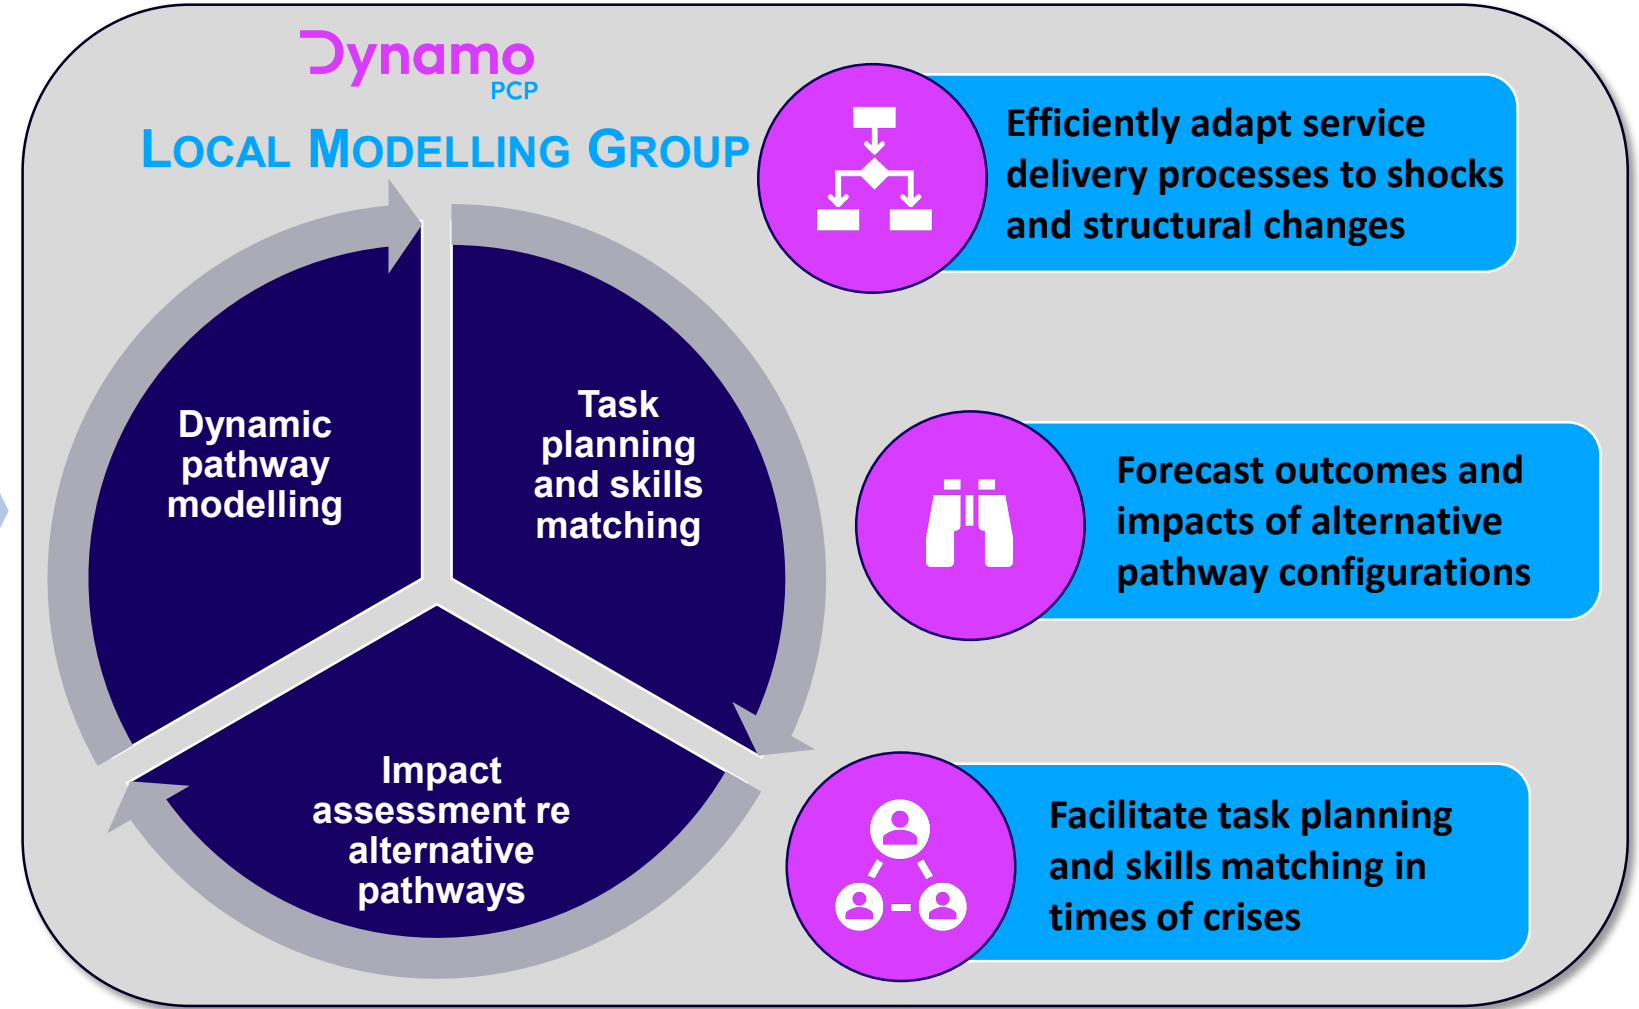 Dynamo
PCP
LOCAL MODELLING GROUP
Dynamic
pathway
modelling
Task
planning
and skills
matching
Impact
assessment re
alternative
pathways
Efficiently adapt service
delivery processes to shocks
and structural changes
Forecast outcomes and
impacts of alternative
pathway configurations
Facilitate task planning
and skills matching in
times of crises